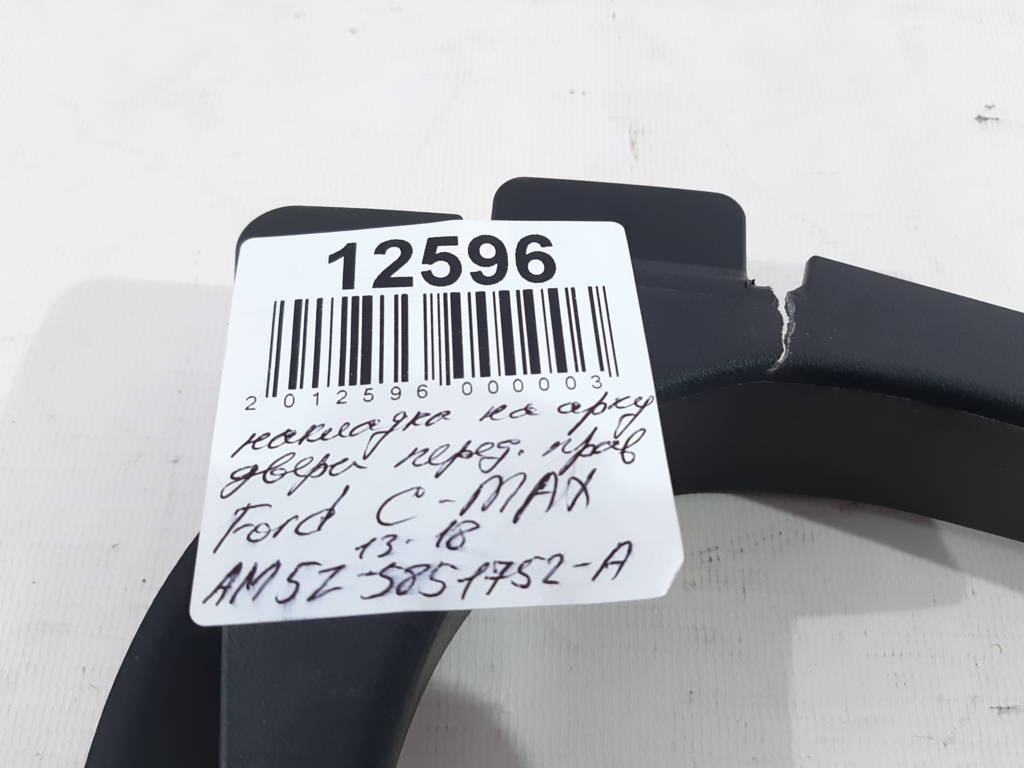 12596
2 012596 000003
накладка на арку
двери перед. прав
Ford C-MAX
13-18
AM5Z-5851752-A